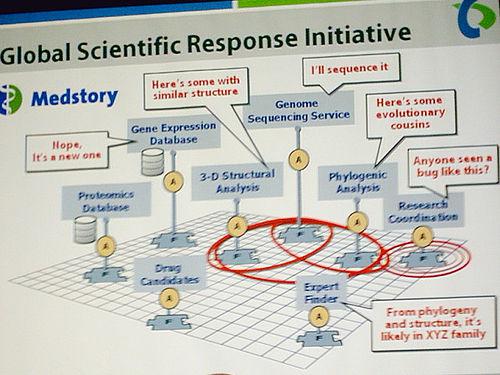 Global Scientific Response Initiative
Medstory
I'll sequence it
Here's some with
similar structure
Here's some
evolutionary
cousins
Nope,
It's a new one
Anyone seen a
bug like this?
Gene Expression
Database
Genome
Sequencing Service
3-D Structural
Analysis
Phylogenic
Analysis
Proteomics
Database
Research
Coordination
Drug
Candidates
Expert
Finder
From phylogeny
and structure, it's
likely in XYZ family
A
A
A
A
A
A
A
A
F
F
F
F
F
F
F
F